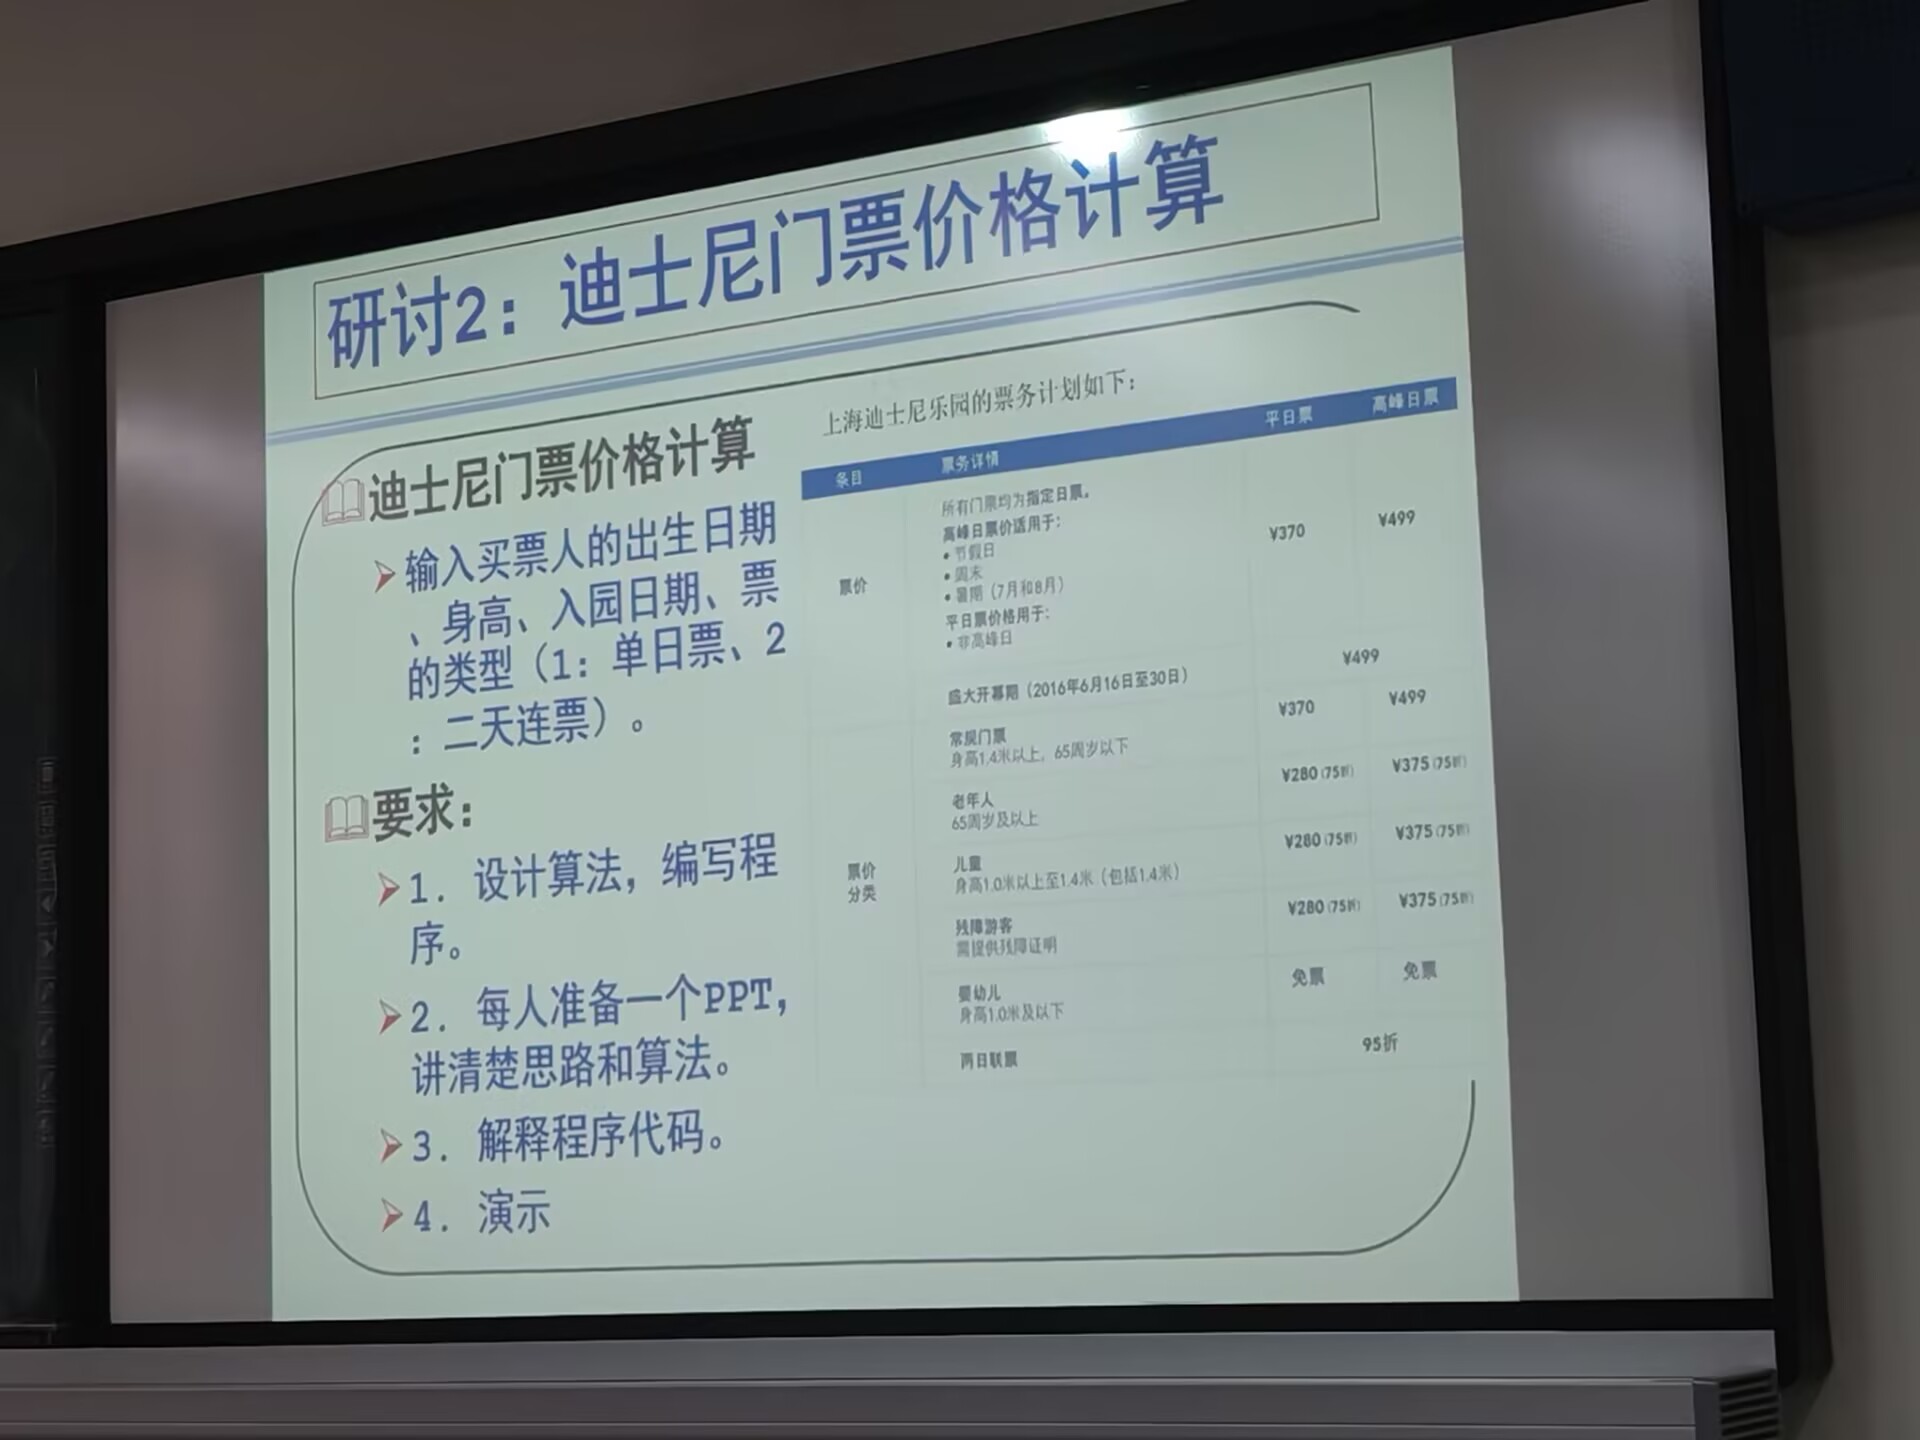 研讨2：迪士尼门票价格计算
迪士尼门票价格计算
输入买票人的出生日期
、身高、入园日期、票
的类型（1：单日票、2
：二天连票）。
要求：
1. 设计算法，编写程
序。
2. 每人准备一个PPT，
讲清楚思路和算法。
3. 解释程序代码。
4. 演示
上海迪士尼乐园的票务计划如下：
条目 票务详情 平日票 高峰日票
票价
所有门票均为指定日票。
高峰日票价适用于：
• 节假日
• 周末
• 暑期（7月和8月）
平日票价格用于：
• 非高峰日
¥370 ¥499
盛大开幕期（2016年6月16日至30日） ¥499
票价
分类
常规门票
身高1.4米以上，65周岁以下
¥370 ¥499
老年人
65周岁及以上
¥280 (75折) ¥375 (75折)
儿童
身高1.0米以上至1.4米（包括1.4米）
¥280 (75折) ¥375 (75折)
残障游客
需提供残障证明
¥280 (75折) ¥375 (75折)
婴幼儿
身高1.0米及以下
免票 免票
两日联票 95折